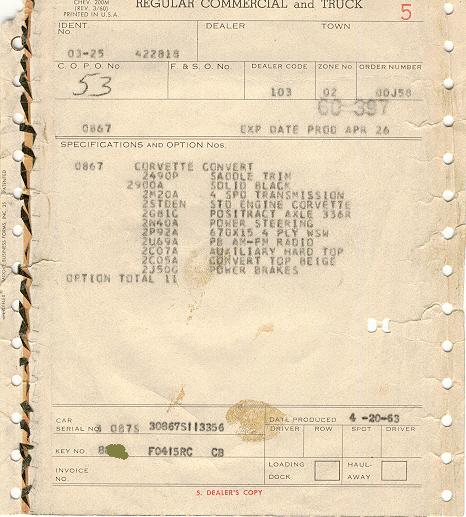 CHEV. 200M
(REV. 3/60)
PRINTED IN U.S.A.
REGULAR COMMERCIAL AND TRUCK
5
IDENT. No. DEALER TOWN
03-25 422818
C. O. P. O. No. F. & S. O. No. DEALER CODE ZONE No ORDER NUMBER
53 103 02 00J58
60 397
0867 EXP DATE PROD APR 26
SPECIFICATIONS AND OPTION NOS.
0867 CORVETTE CONVERT
2490P SADDLE TRIM
2900A SOLID BLACK
2M20A 4 SPD TRANSMISSION
2STDEN STD ENGINE CORVETTE
2G81C POSITRACT AXLE 336R
2N40A POWER STEERING
2P92A 670X15 4 PLY WSW
2U69A PB AM-FM RADIO
2C07A AUXILIARY HARD TOP
2C05A CONVERT TOP BEIGE
2J50G POWER BRAKES
OPTION TOTAL 11
CAR SERIAL NO. 087S 30867S113356 DATE PRODUCED 4 -20-63
DRIVER ROW SPOT DRIVER
KEY NO. 8 F0415RC CB
INVOICE NO. LOADING DOCK HAUL-AWAY
5. DEALER'S COPY